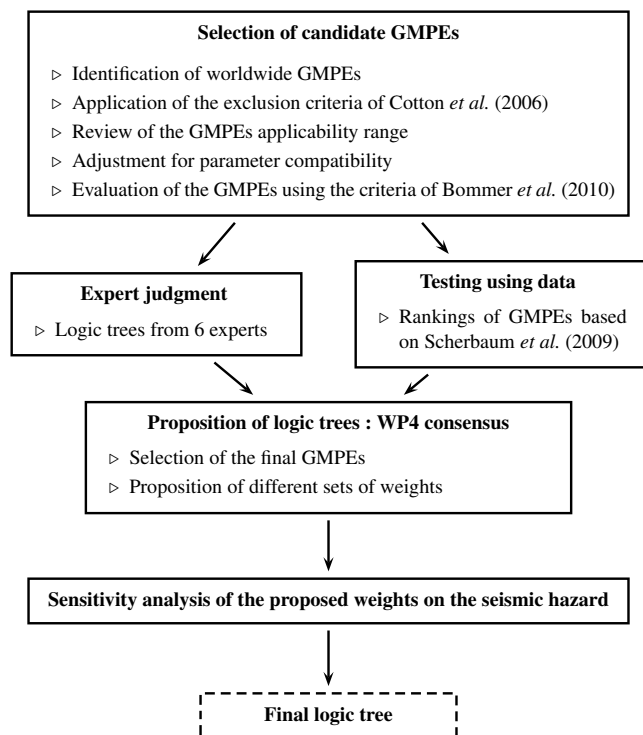 Selection of candidate GMPEs
▷ Identification of worldwide GMPEs
▷ Application of the exclusion criteria of Cotton et al. (2006)
▷ Review of the GMPEs applicability range
▷ Adjustment for parameter compatibility
▷ Evaluation of the GMPEs using the criteria of Bommer et al. (2010)
Expert judgment
▷ Logic trees from 6 experts
Testing using data
▷ Rankings of GMPEs based
on Scherbaum et al. (2009)
Proposition of logic trees : WP4 consensus
▷ Selection of the final GMPEs
▷ Proposition of different sets of weights
Sensitivity analysis of the proposed weights on the seismic hazard
Final logic tree